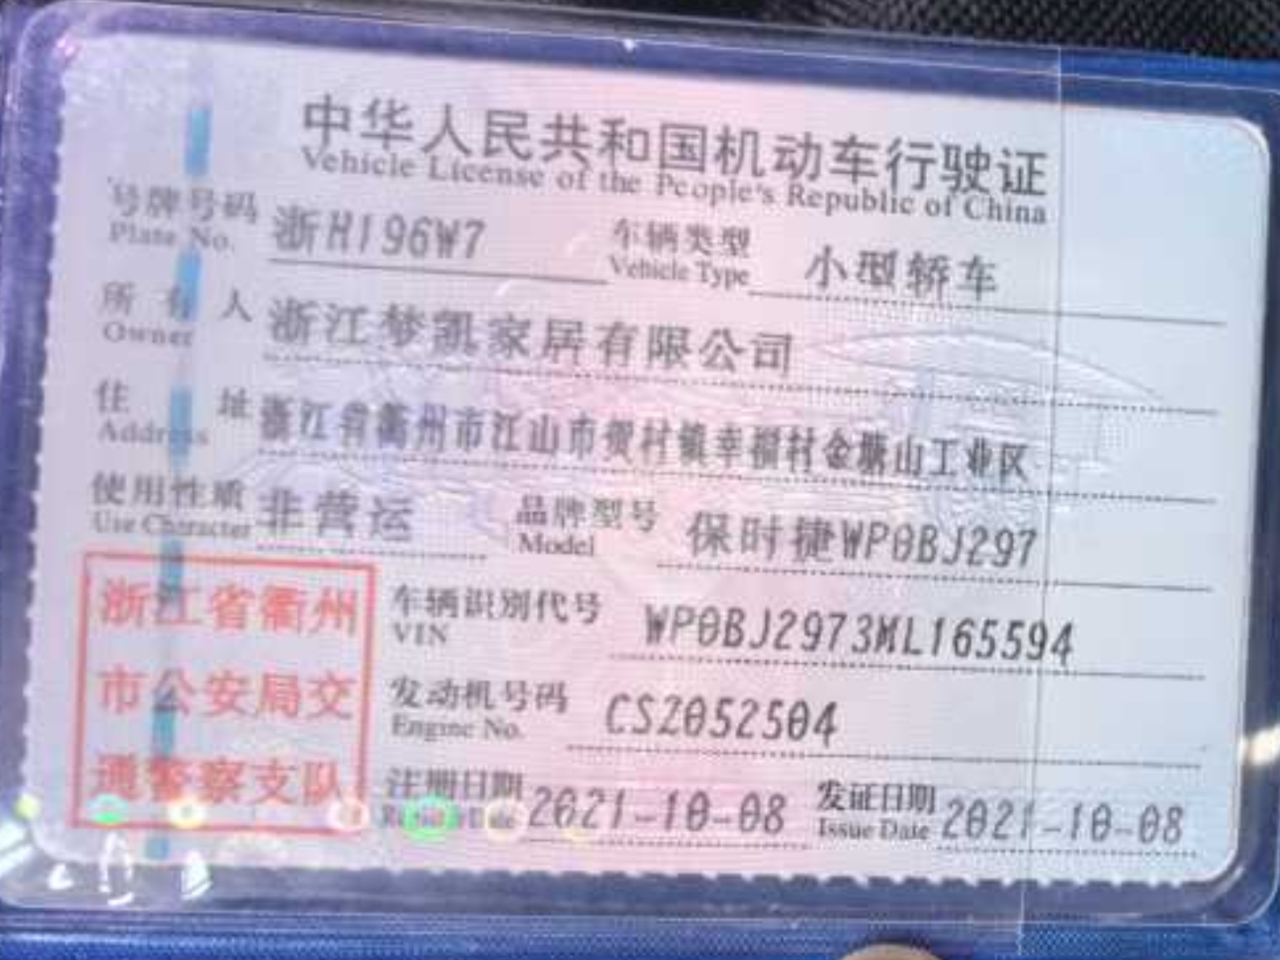 中华人民共和国机动车行驶证
Vehicle License of the People's Republic of China
号牌号码 浙H196W7 车辆类型 小型轿车
Plate No. Vehicle Type
所有人 浙江梦凯家居有限公司
Owner
住址 浙江省衢州市江山市贺村镇幸福村金塘山工业区
Address
使用性质 非营运 品牌型号 保时捷WP0BJ297
Use Character Model
浙江省衢州
市公安局交
通警察支队
车辆识别代号 WP0BJ2973ML165594
VIN
发动机号码 CSZ052504
Engine No.
注册日期 2021-10-08 发证日期 2021-10-08
Register Date Issue Date